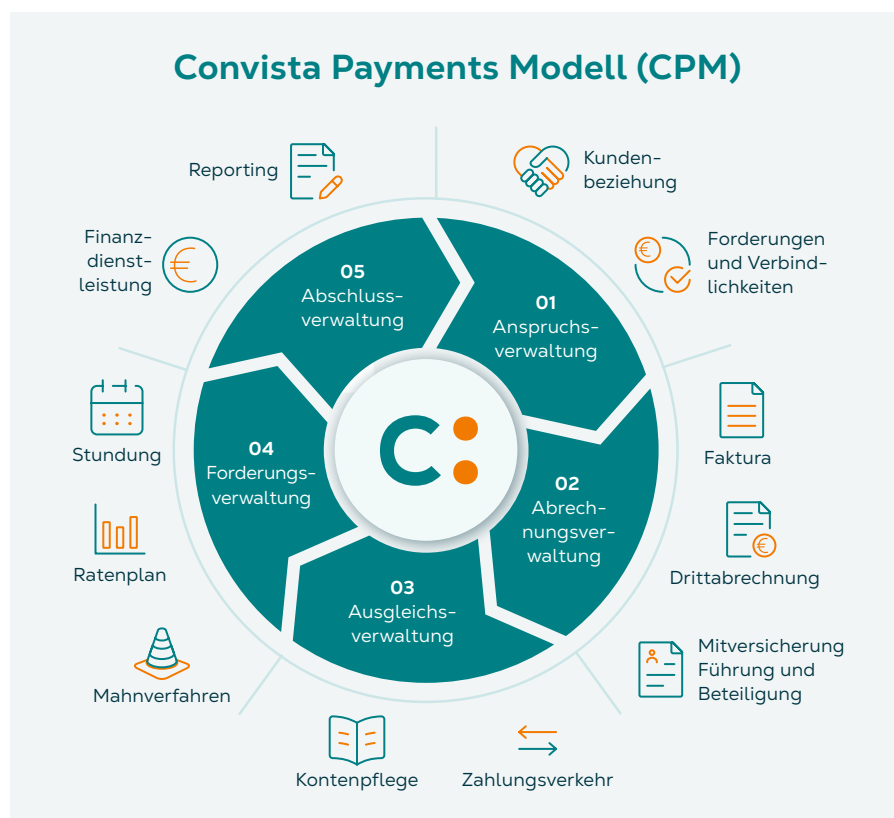 Convista Payments Modell (CPM)
Reporting
Kunden-
beziehung
Finanz-
dienst-
leistung
Forderungen
und Verbind-
lichkeiten
05
Abschluss-
verwaltung
01
Anspruchs-
verwaltung
Stundung
04
Forderungs-
verwaltung
C:
Faktura
02
Abrech-
nungsver-
waltung
Ratenplan
Drittabrechnung
03
Ausgleichs-
verwaltung
Mahnverfahren
Mitversicherung
Führung und
Beteiligung
Kontenpflege
Zahlungsverkehr